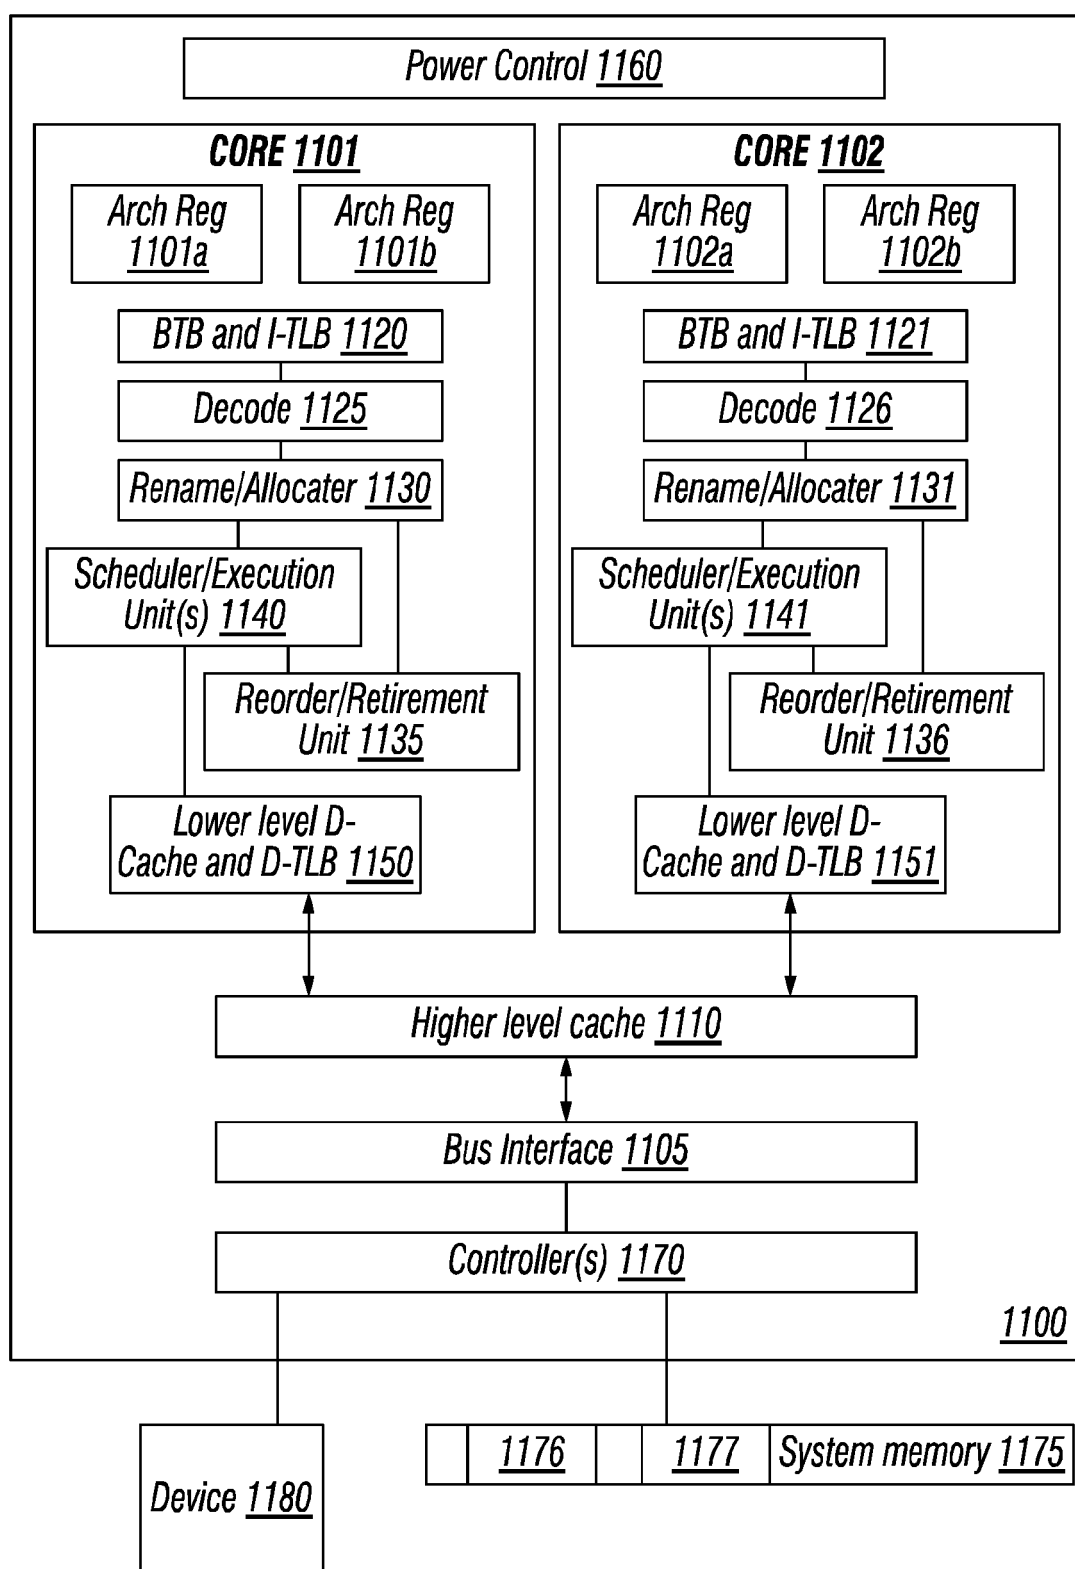 Power Control 1160
CORE 1101
Arch Reg
1101a
Arch Reg
1101b
BTB and I-TLB 1120
Decode 1125
Rename/Allocater 1130
Scheduler/Execution
Unit(s) 1140
Reorder/Retirement
Unit 1135
Lower level D-
Cache and D-TLB 1150
CORE 1102
Arch Reg
1102a
Arch Reg
1102b
BTB and I-TLB 1121
Decode 1126
Rename/Allocater 1131
Scheduler/Execution
Unit(s) 1141
Reorder/Retirement
Unit 1136
Lower level D-
Cache and D-TLB 1151
Higher level cache 1110
Bus Interface 1105
Controller(s) 1170
1100
Device 1180
1176
1177
System memory 1175